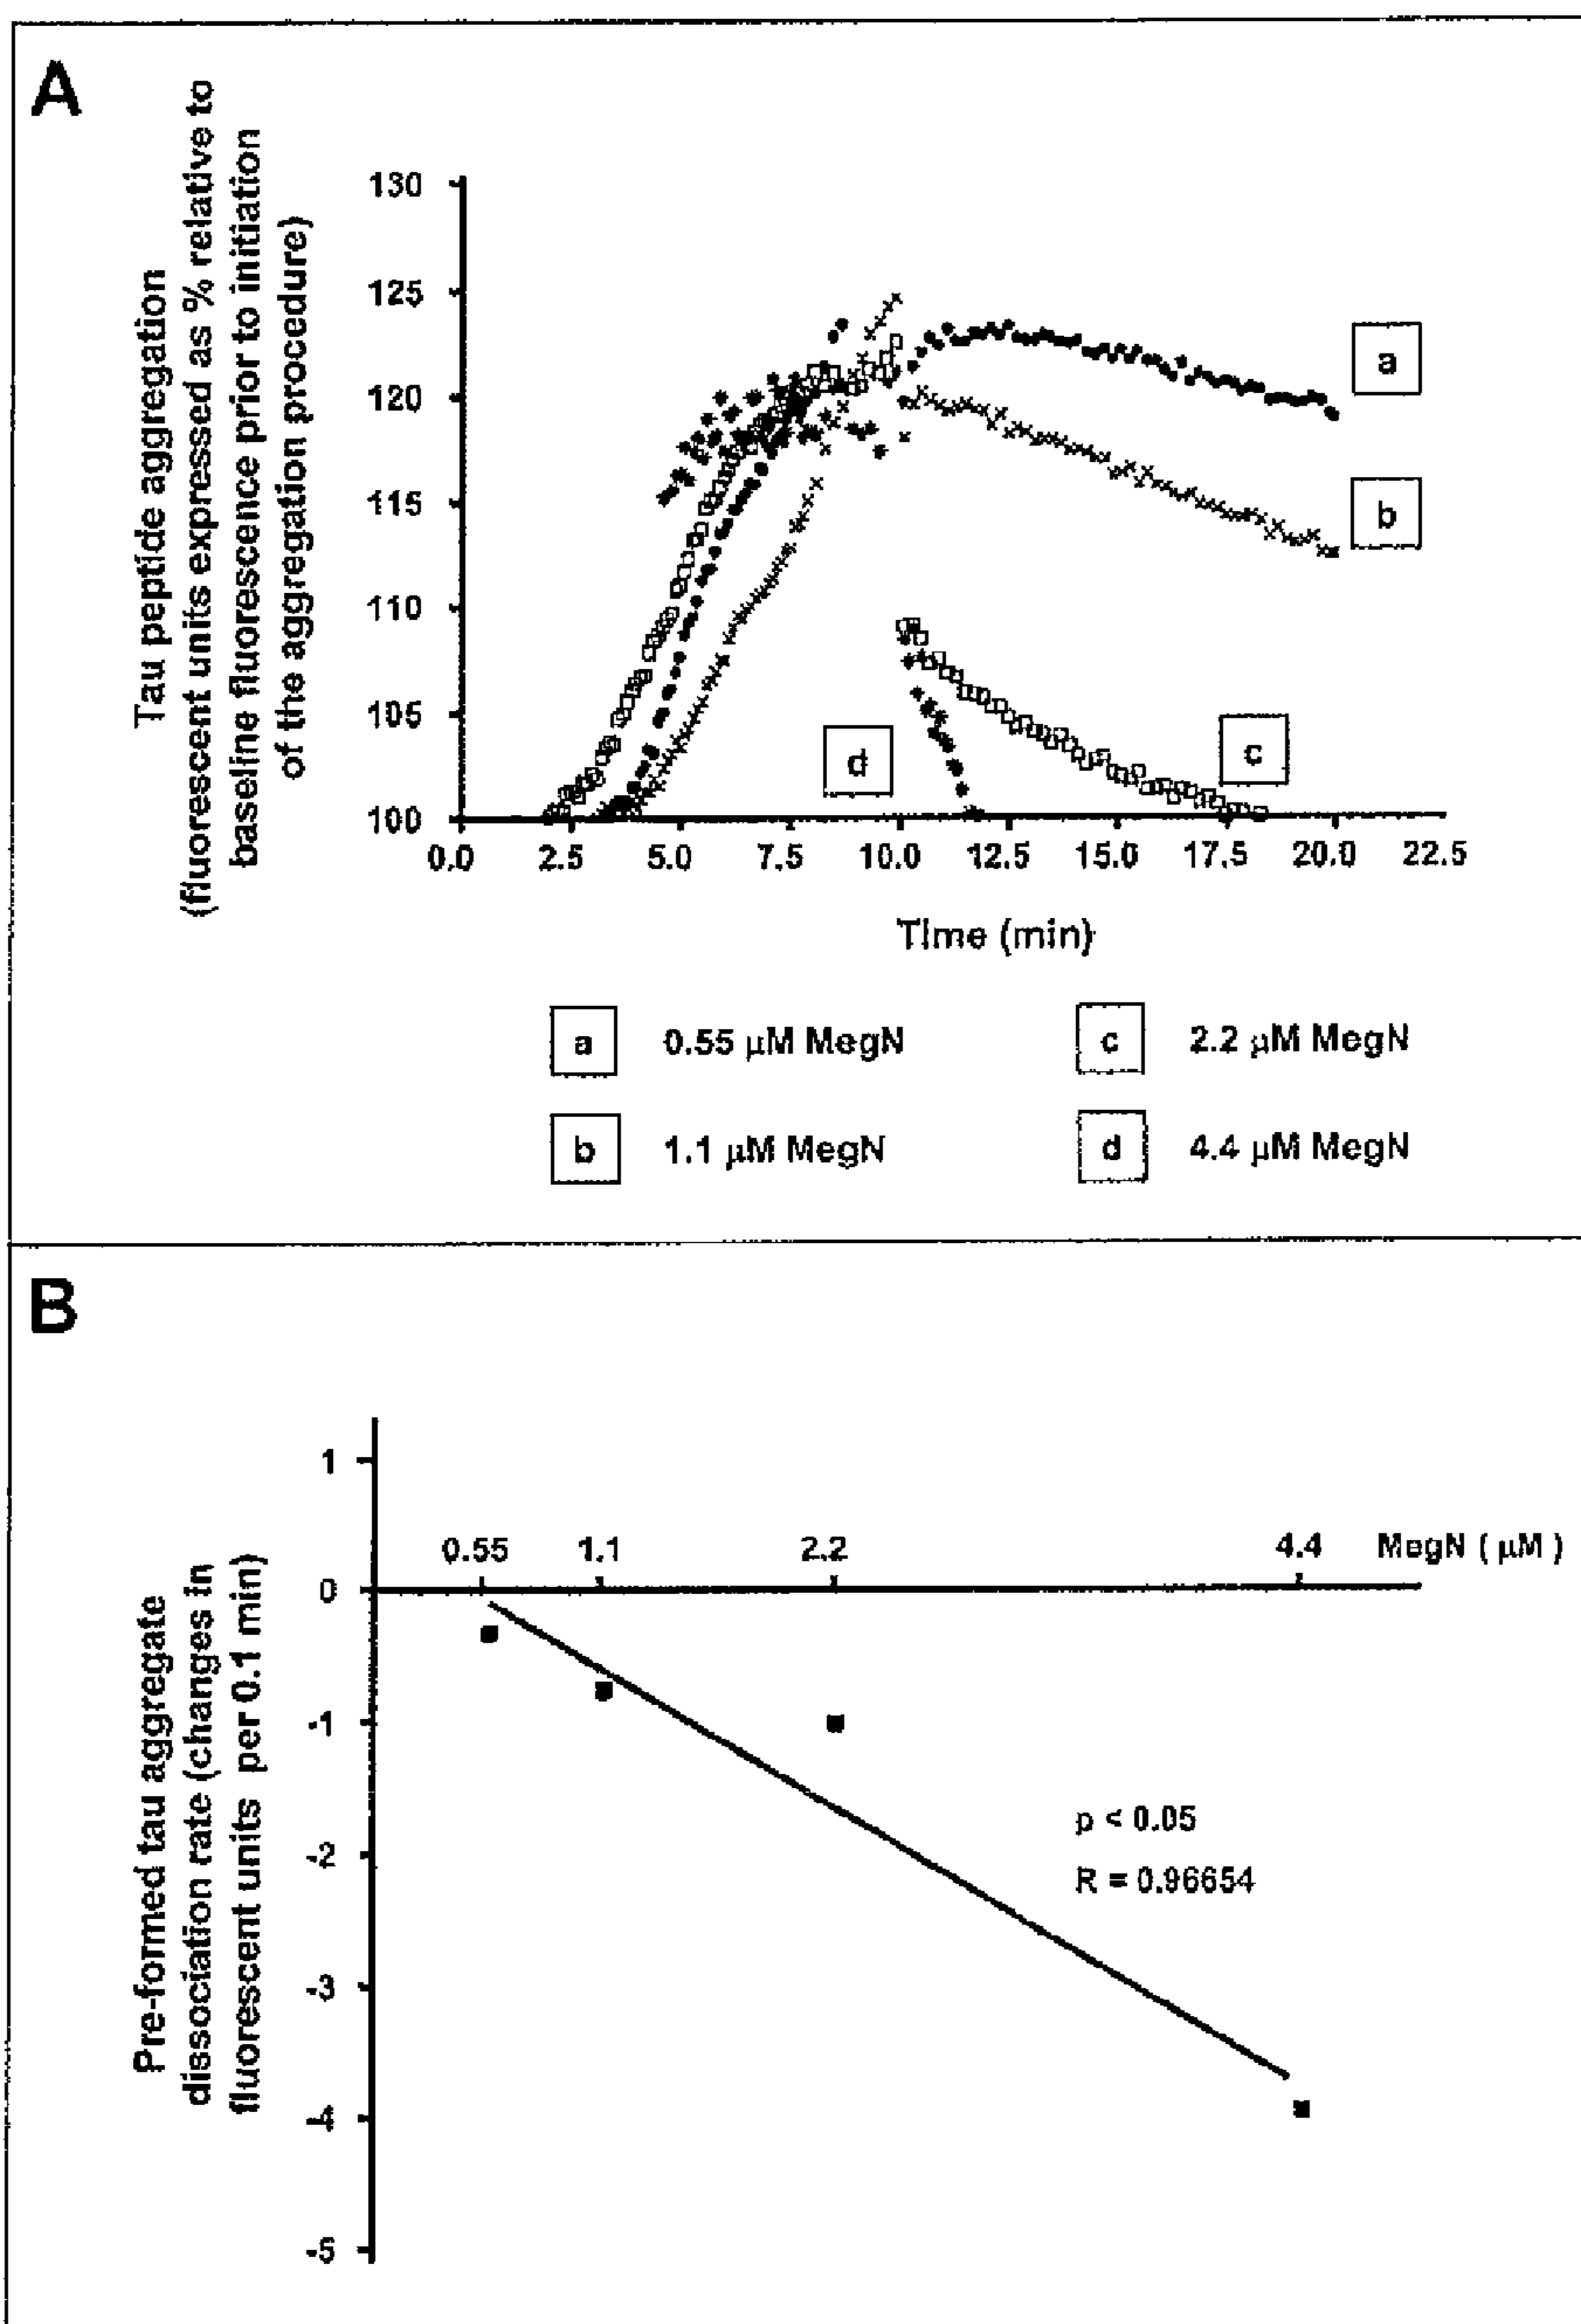 A
Tau peptide aggregation
(fluorescent units expressed as % relative to
baseline fluorescence prior to initiation
of the aggregation procedure)
130
125
120
115
110
105
100
0.0 2.5 5.0 7.5 10.0 12.5 15.0 17.5 20.0 22.5
a
b
c
d
Time (min)
a 0.55 µM MegN c 2.2 µM MegN
b 1.1 µM MegN d 4.4 µM MegN
B
Pre-formed tau aggregate
dissociation rate (changes in
fluorescent units per 0.1 min)
1
0.55 1.1 2.2 4.4 MegN ( µM )
0
-1
-2
-3
-4
-5
p < 0.05
R = 0.96654